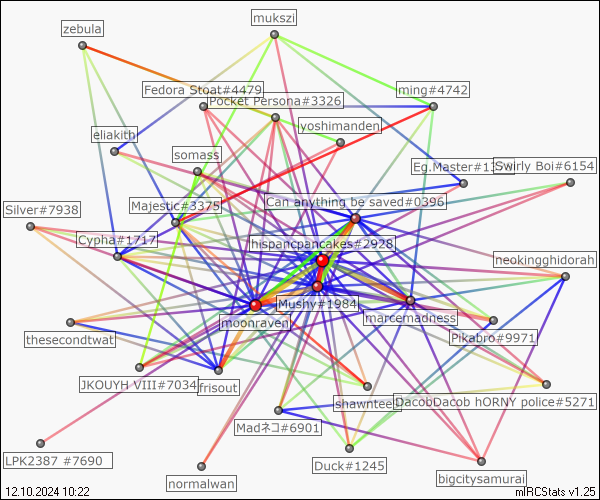 mukszi
zebula
Fedora Stoat#4479
ming#4742
Pocket Persona#3326
yoshimanden
eliakith
somass
Eg.Master#13
Swirly Boi#6154
Can anything be saved#0396
Majestic#3375
Silver#7938
Cypha#1717
hispancpancakes#2928
neokingghidorah
Mushy#1984
moonraven
marcemadness
Pikabro#9971
thesecondtwat
JKOUYH VIII#7034
frisout
shawntee
DacobDacob hORNY police#5271
Madネコ#6901
LPK2387 #7690
Duck#1245
normalwan
bigcitysamurai
12.10.2024 10:22
mIRCStats v1.25